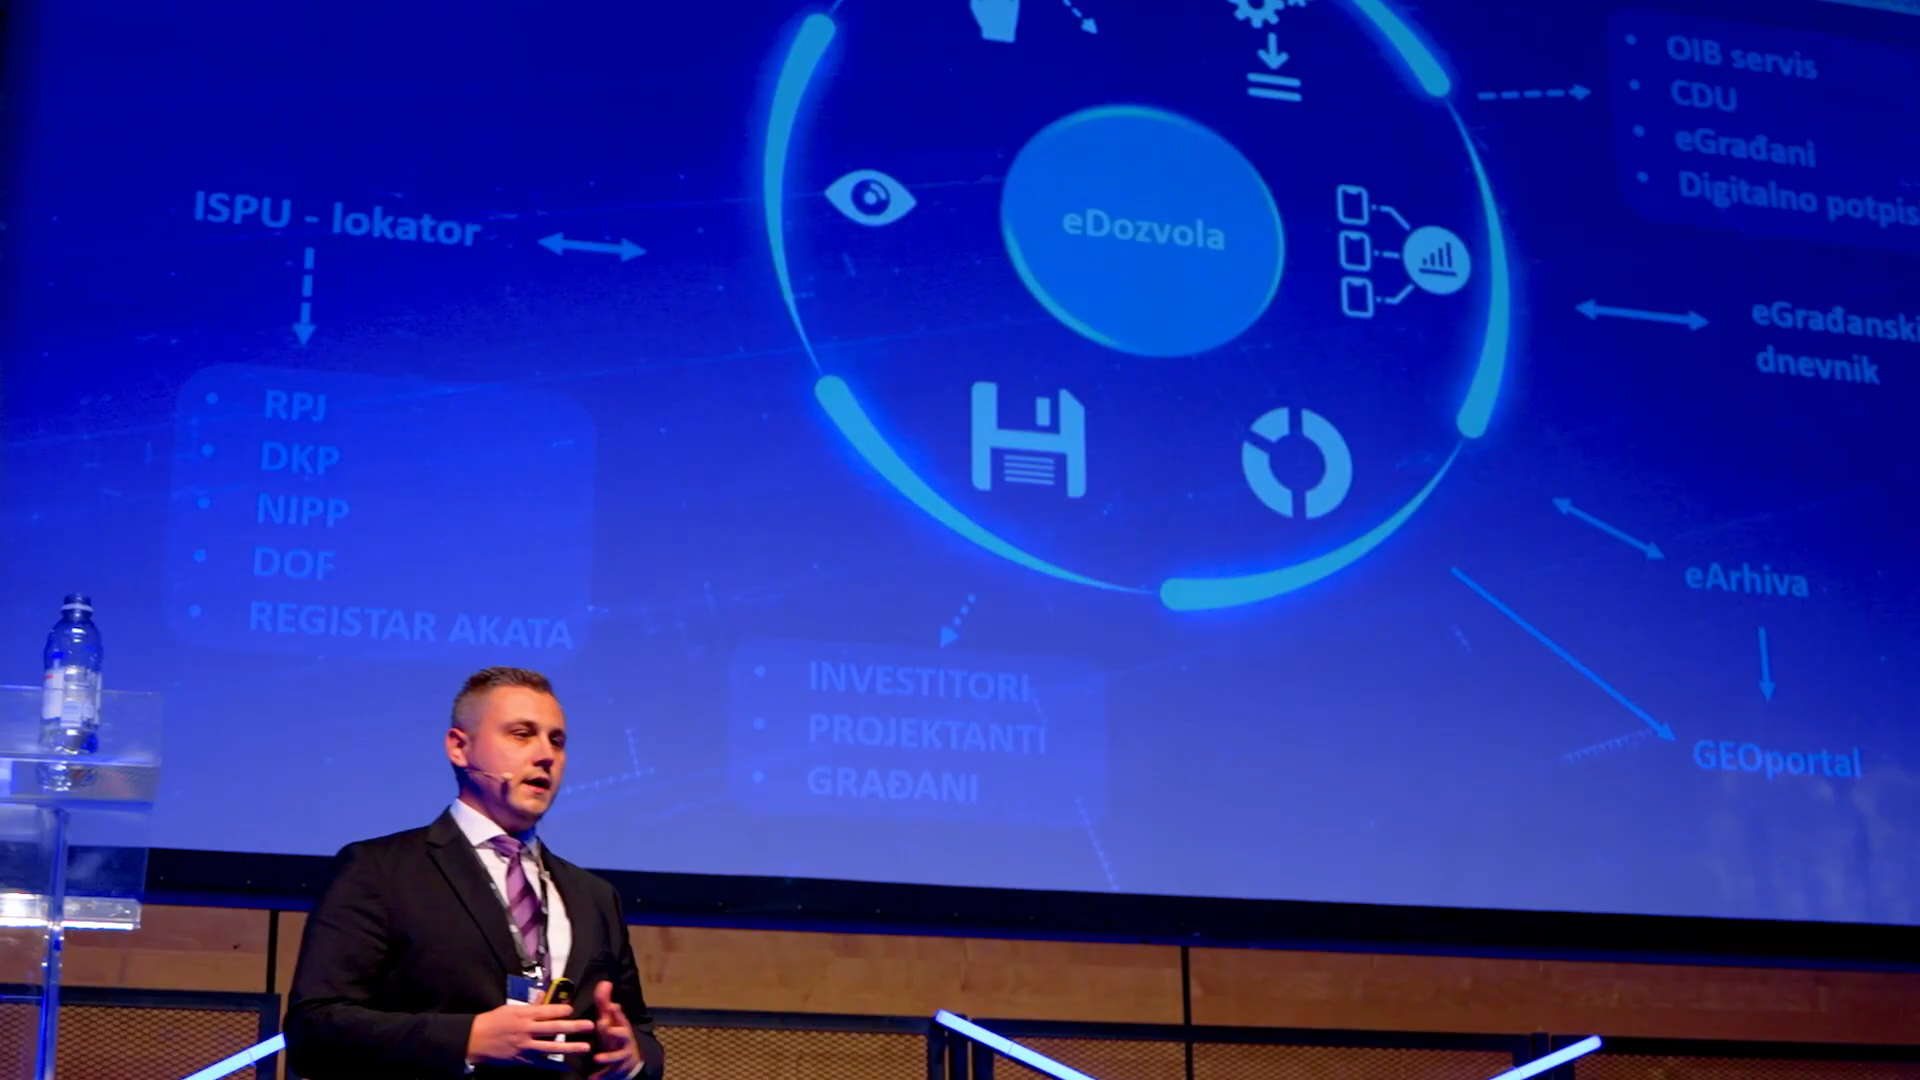 ISPU - lokator
RPJ
DKP
NIPP
DOF
REGISTAR AKATA
eDozvola
INVESTITORI
PROJEKTANTI
GRAĐANI
OIB servis
CDU
eGrađani
Digitalno potpis
eGrađanski
dnevnik
eArhiva
GEOportal